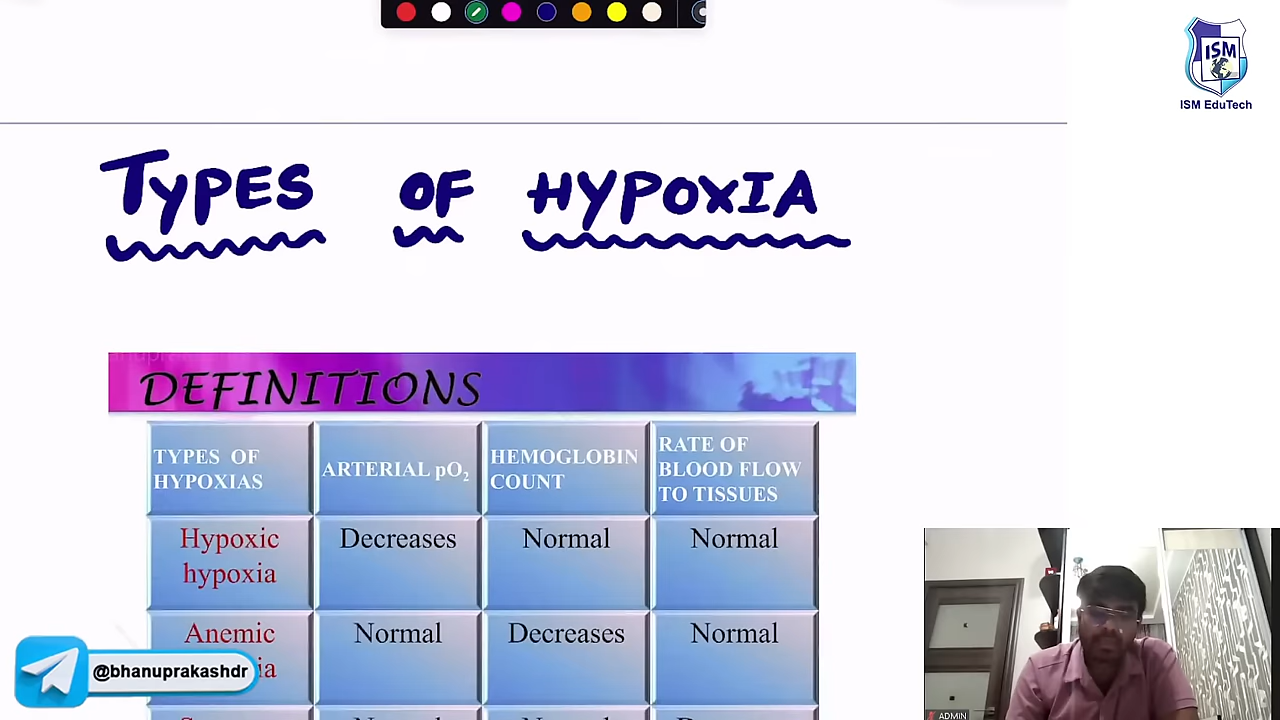 ISM
ISM EduTech
TYPES OF HYPOXIA
DEFINITIONS
TYPES OF HYPOXIAS
ARTERIAL pO₂
HEMOGLOBIN COUNT
RATE OF BLOOD FLOW TO TISSUES
Hypoxic hypoxia
Decreases
Normal
Normal
Anemic
Normal
Decreases
Normal
@bhanuprakashdr
ADMIN